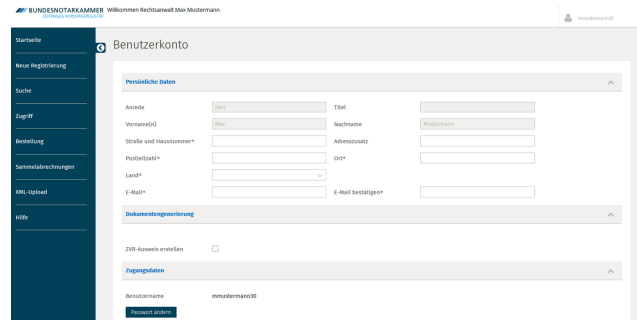 BUNDESNOTARKAMMER
ZENTRALES VORSORGEREGISTER
Willkommen Rechtsanwalt Max Mustermann
mmustermann30
Startseite
Neue Registrierung
Suche
Zugriff
Bestellung
Sammelabrechnungen
XML-Upload
Hilfe
Benutzerkonto
Persönliche Daten
Anrede Herr Titel
Vorname(n) Max Nachname Mustermann
Straße und Hausnummer* Adresszusatz
Postleitzahl* Ort*
Land*
E-Mail* E-Mail bestätigen*
Dokumentengenerierung
ZVR-Ausweis erstellen
Zugangsdaten
Benutzername mmustermann30
Passwort ändern